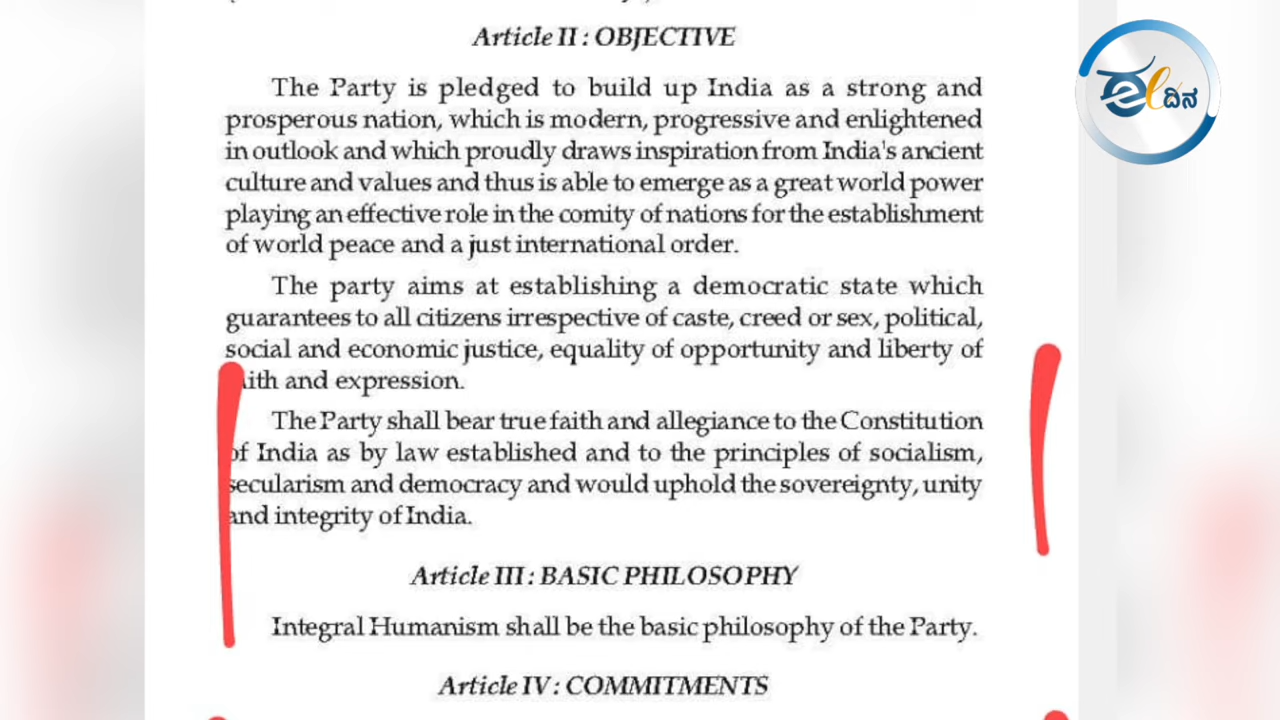 Article II : OBJECTIVE
ಈ ದಿನ
The Party is pledged to build up India as a strong and
prosperous nation, which is modern, progressive and enlightened
in outlook and which proudly draws inspiration from India's ancient
culture and values and thus is able to emerge as a great world power
playing an effective role in the comity of nations for the establishment
of world peace and a just international order.
The party aims at establishing a democratic state which
guarantees to all citizens irrespective of caste, creed or sex, political,
social and economic justice, equality of opportunity and liberty of
faith and expression.
The Party shall bear true faith and allegiance to the Constitution
of India as by law established and to the principles of socialism,
secularism and democracy and would uphold the sovereignty, unity
and integrity of India.
Article III : BASIC PHILOSOPHY
Integral Humanism shall be the basic philosophy of the Party.
Article IV : COMMITMENTS